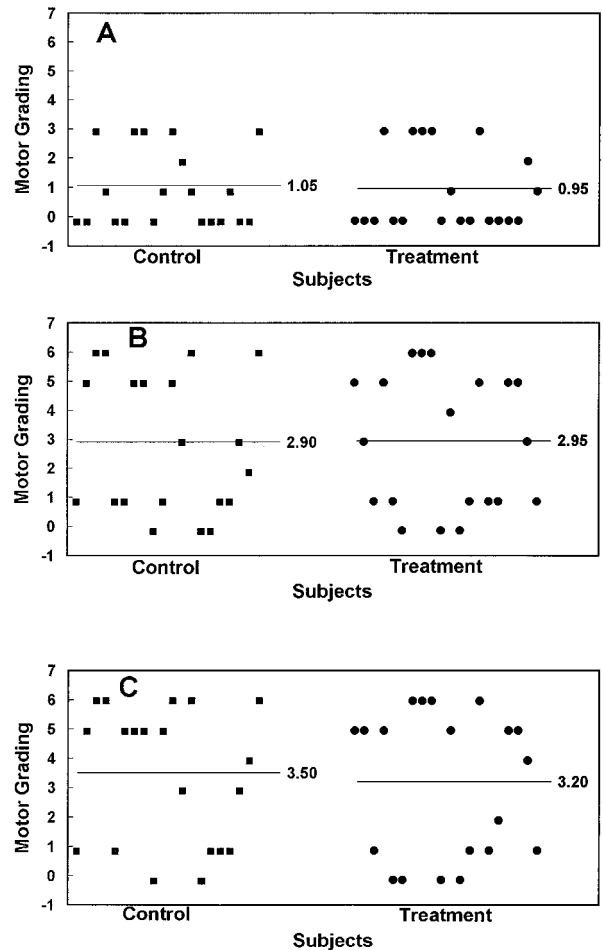 7
A
6
5
4
3
2
1
1.05
0.95
0
-1
Motor Grading
Control Treatment
Subjects
7
B
6
5
4
3
2.90
2.95
2
1
0
-1
Motor Grading
Control Treatment
Subjects
7
C
6
5
4
3.50
3.20
3
2
1
0
-1
Motor Grading
Control Treatment
Subjects